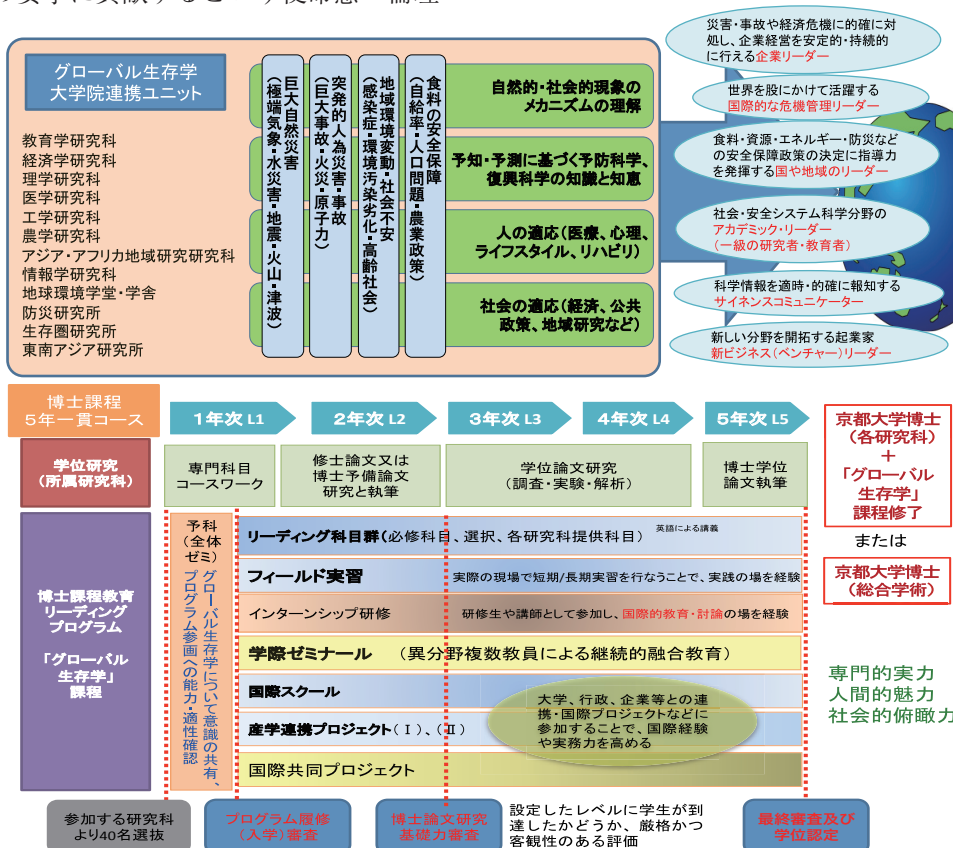 グローバル生存学
大学院連携ユニット
教育学研究科
経済学研究科
理学研究科
医学研究科
工学研究科
農学研究科
アジア・アフリカ地域研究研究科
情報学研究科
地球環境学堂・学舎
防災研究所
生存圏研究所
東南アジア研究所
巨大自然災害
（極端気象・水災害・地震・火山・津波）
突発的人為災害・事故
（巨大事故・火災・原子力）
地域環境変動・社会不安
（感染症・環境汚染劣化・高齢社会）
食料の安全保障
（自給率・人口問題・農業政策）
自然的・社会的現象の
メカニズムの理解
予知・予測に基づく予防科学、
復興科学の知識と知恵
人の適応（医療、心理、
ライフスタイル、リハビリ）
社会の適応（経済、公共
政策、地域研究など）
災害・事故や経済危機に的確に対
処し、企業経営を安定的・持続的
に行える企業リーダー
世界を股にかけて活躍する
国際的な危機管理リーダー
食料・資源・エネルギー・防災など
の安全保障政策の決定に指導力
を発揮する国や地域のリーダー
社会・安全システム科学分野の
アカデミック・リーダー
（一級の研究者・教育者）
科学情報を適時・的確に報知する
サイネンスコミュニケーター
新しい分野を開拓する起業家
新ビジネス（ベンチャー）リーダー
博士課程
５年一貫コース
１年次 L1
２年次 L2
３年次 L3
４年次 L4
５年次 L5
学位研究
（所属研究科）
専門科目
コースワーク
修士論文又は
博士予備論文
研究と執筆
学位論文研究
（調査・実験・解析）
博士学位
論文執筆
京都大学博士
（各研究科）
＋
「グローバル
生存学」
課程修了
または
京都大学博士
（総合学術）
専門的実力
人間的魅力
社会的俯瞰力
博士課程教育
リーディング
プログラム
「グローバル
生存学」
課程
予科
（全体
ゼミ）
グローバル生存学について意識の共有、
プログラム参画への能力・適性確認
リーディング科目群（必修科目、選択、各研究科提供科目）
英語による講義
フィールド実習
実際の現場で短期/長期実習を行なうことで、実践の場を経験
インターンシップ研修
研修生や講師として参加し、国際的教育・討論の場を経験
学際ゼミナール （異分野複数教員による継続的融合教育）
国際スクール
産学連携プロジェクト（Ⅰ）、（Ⅱ）
国際共同プロジェクト
大学、行政、企業等との連
携・国際プロジェクトなどに
参加することで、国際経験
や実務力を高める
参加する研究科
より40名選抜
プログラム履修
（入学）審査
博士論文研究
基礎力審査
設定したレベルに学生が到
達したかどうか、厳格かつ
客観性のある評価
最終審査及び
学位認定